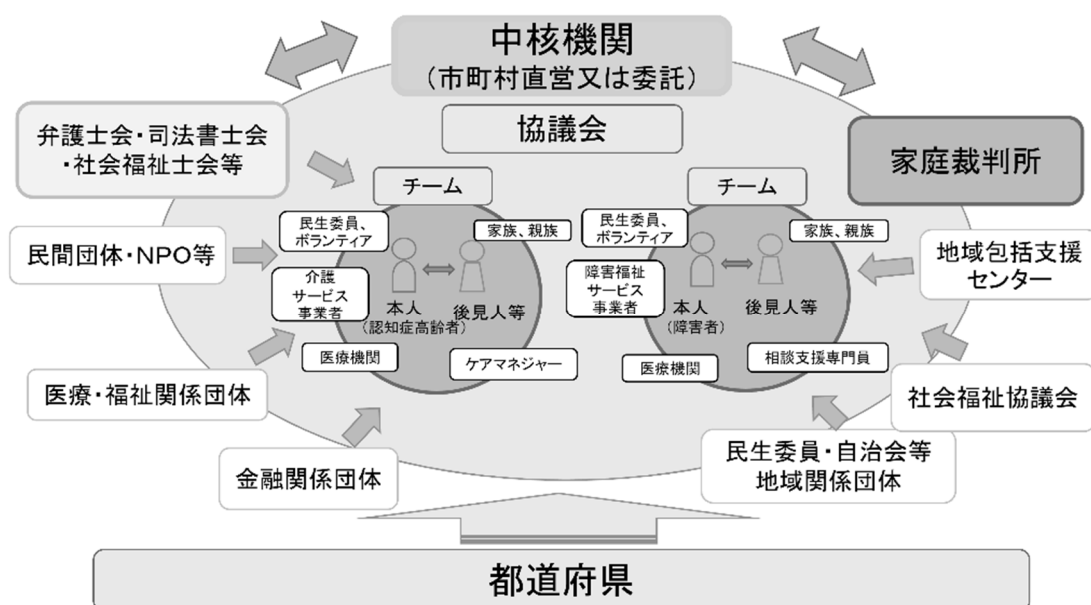 中核機関
（市町村直営又は委託）
協議会
弁護士会・司法書士会
・社会福祉士会等
家庭裁判所
チーム
民生委員、
ボランティア
家族、親族
介護
サービス
事業者
本人
（認知症高齢者）
後見人等
医療機関
ケアマネジャー
チーム
民生委員、
ボランティア
家族、親族
障害福祉
サービス
事業者
本人
（障害者）
後見人等
医療機関
相談支援専門員
民間団体・NPO等
地域包括支援
センター
医療・福祉関係団体
社会福祉協議会
金融関係団体
民生委員・自治会等
地域関係団体
都道府県